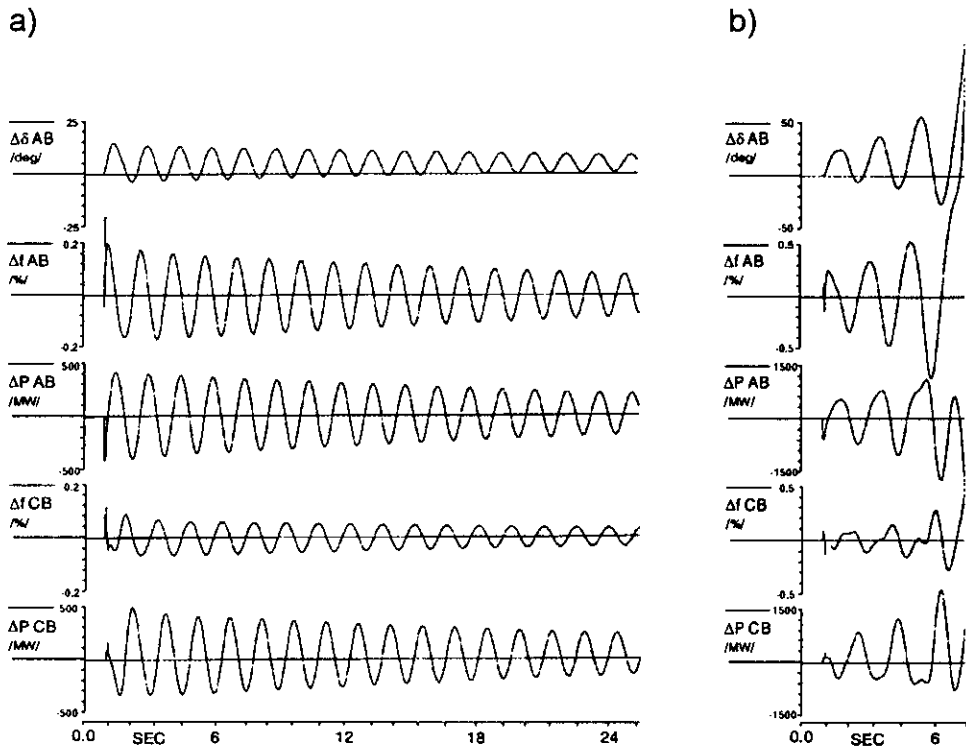 a)
25
Δδ AB
/deg/
-25
0.2
Δf AB
/%/
-0.2
500
ΔP AB
/MW/
-500
0.2
Δf CB
/%/
-0.2
500
ΔP CB
/MW/
-500
0.0 SEC 6 12 18 24
b)
50
Δδ AB
/deg/
-50
0.5
Δf AB
/%/
-0.5
1500
ΔP AB
/MW/
-1500
0.5
Δf CB
/%/
-0.5
1500
ΔP CB
/MW/
-1500
0.0 SEC 6